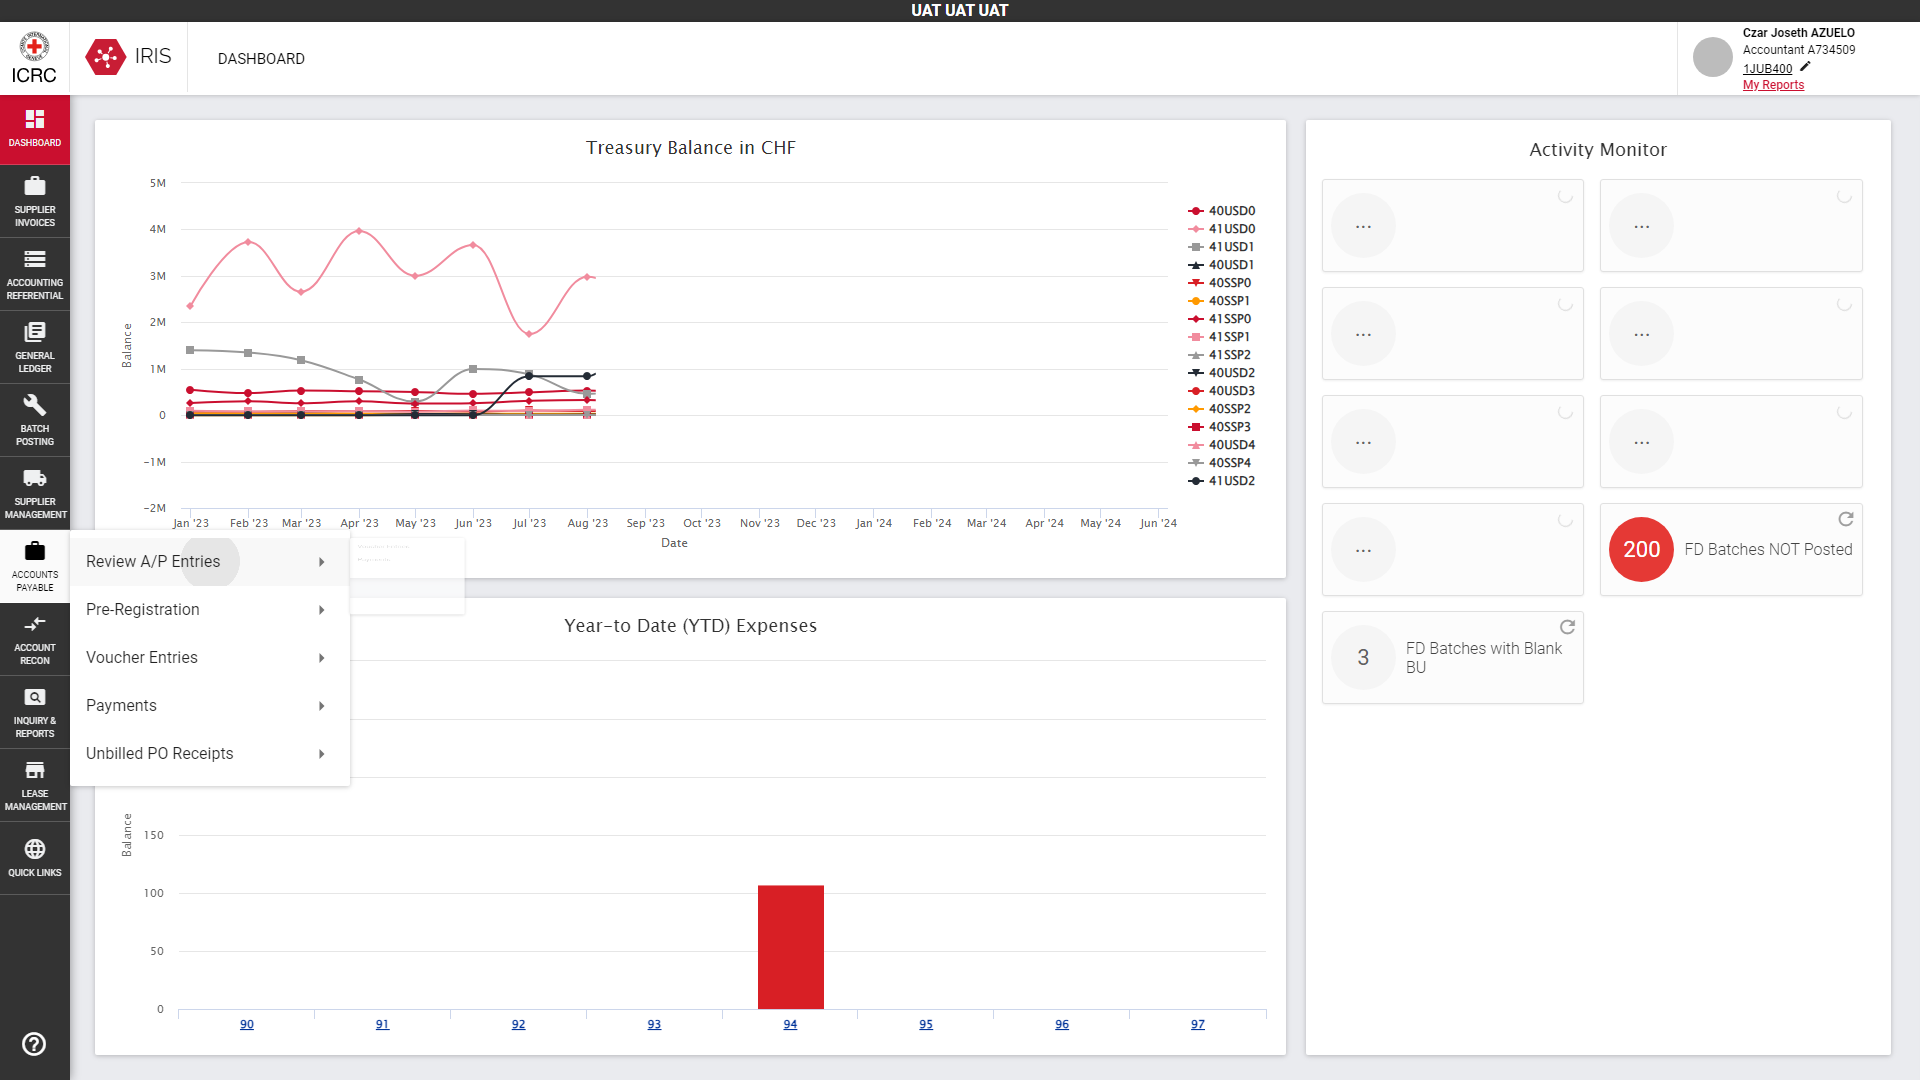 UAT UAT UAT
ICRC
IRIS
DASHBOARD
Czar Joseth AZUELO
Accountant A734509
1JUB400
My Reports
DASHBOARD
SUPPLIER
INVOICES
ACCOUNTING
REFERENTIAL
GENERAL
LEDGER
BATCH
POSTING
SUPPLIER
MANAGEMENT
ACCOUNTS
PAYABLE
ACCOUNT
RECON
INQUIRY &
REPORTS
LEASE
MANAGEMENT
QUICK LINKS
Review A/P Entries
Pre-Registration
Voucher Entries
Payments
Unbilled PO Receipts
Treasury Balance in CHF
Balance
5M
4M
3M
2M
1M
0
-1M
-2M
Jan '23 Feb '23 Mar '23 Apr '23 May '23 Jun '23 Jul '23 Aug '23 Sep '23 Oct '23 Nov '23 Dec '23 Jan '24 Feb '24 Mar '24 Apr '24 May '24 Jun '24
Date
40USD0
41USD0
41USD1
40USD1
40SSP0
40SSP1
41SSP0
41SSP1
41SSP2
40USD2
40USD3
40SSP2
40SSP3
40USD4
40SSP4
41USD2
Year-to Date (YTD) Expenses
Balance
150
100
50
0
90 91 92 93 94 95 96 97
Activity Monitor
... ...
... ...
... ...
...
200 FD Batches NOT Posted
3 FD Batches with Blank
BU